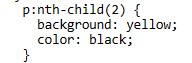 p:nth-child(2) {
  background: yellow;
  color: black;
}